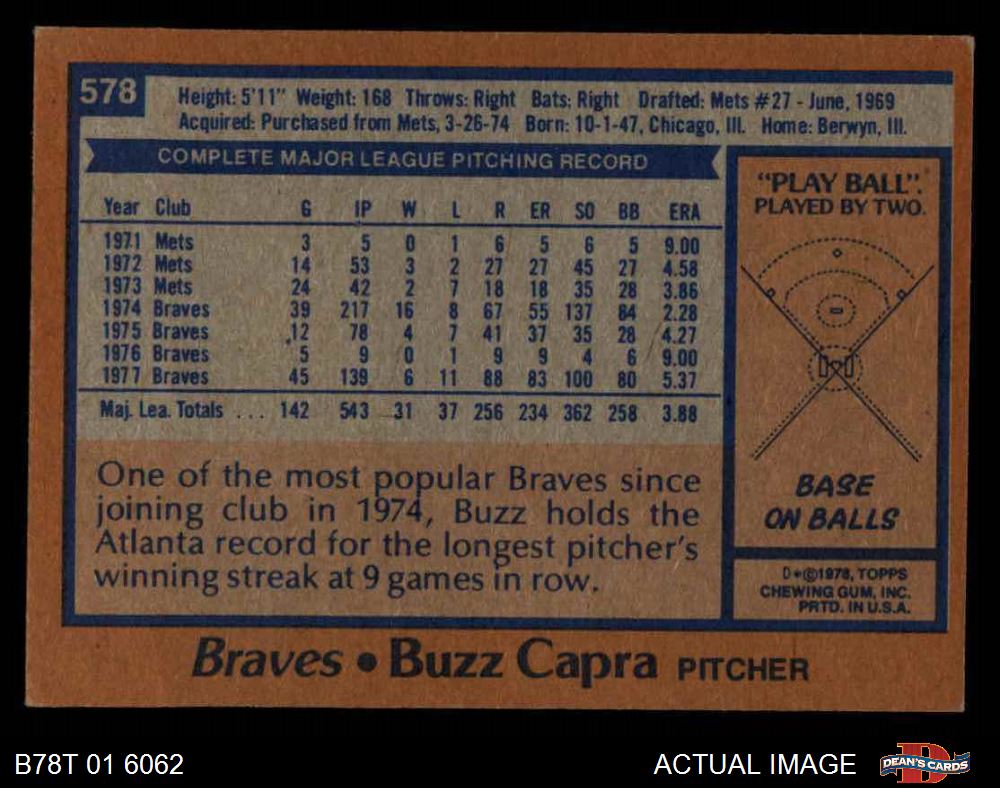 578
Height: 5'11" Weight: 168 Throws: Right Bats: Right Drafted: Mets #27 - June, 1969
Acquired: Purchased from Mets, 3-26-74 Born: 10-1-47, Chicago, Ill. Home: Berwyn, Ill.
COMPLETE MAJOR LEAGUE PITCHING RECORD
Year Club G IP W L R ER SO BB ERA
1971 Mets 3 5 0 1 6 5 6 5 9.00
1972 Mets 14 53 3 2 27 27 45 27 4.58
1973 Mets 24 42 2 7 18 18 35 28 3.86
1974 Braves 39 217 16 8 67 55 137 84 2.28
1975 Braves 12 78 4 7 41 37 35 28 4.27
1976 Braves 5 9 0 1 9 9 4 6 9.00
1977 Braves 45 139 6 11 88 83 100 80 5.37
Maj. Lea. Totals ... 142 543 31 37 256 234 362 258 3.88
One of the most popular Braves since
joining club in 1974, Buzz holds the
Atlanta record for the longest pitcher's
winning streak at 9 games in row.
"PLAY BALL".
PLAYED BY TWO.
BASE
ON BALLS
D*©1978, TOPPS
CHEWING GUM, INC.
PRTD. IN U.S.A.
Braves • Buzz Capra PITCHER
B78T 01 6062
ACTUAL IMAGE
DEAN'S CARDS